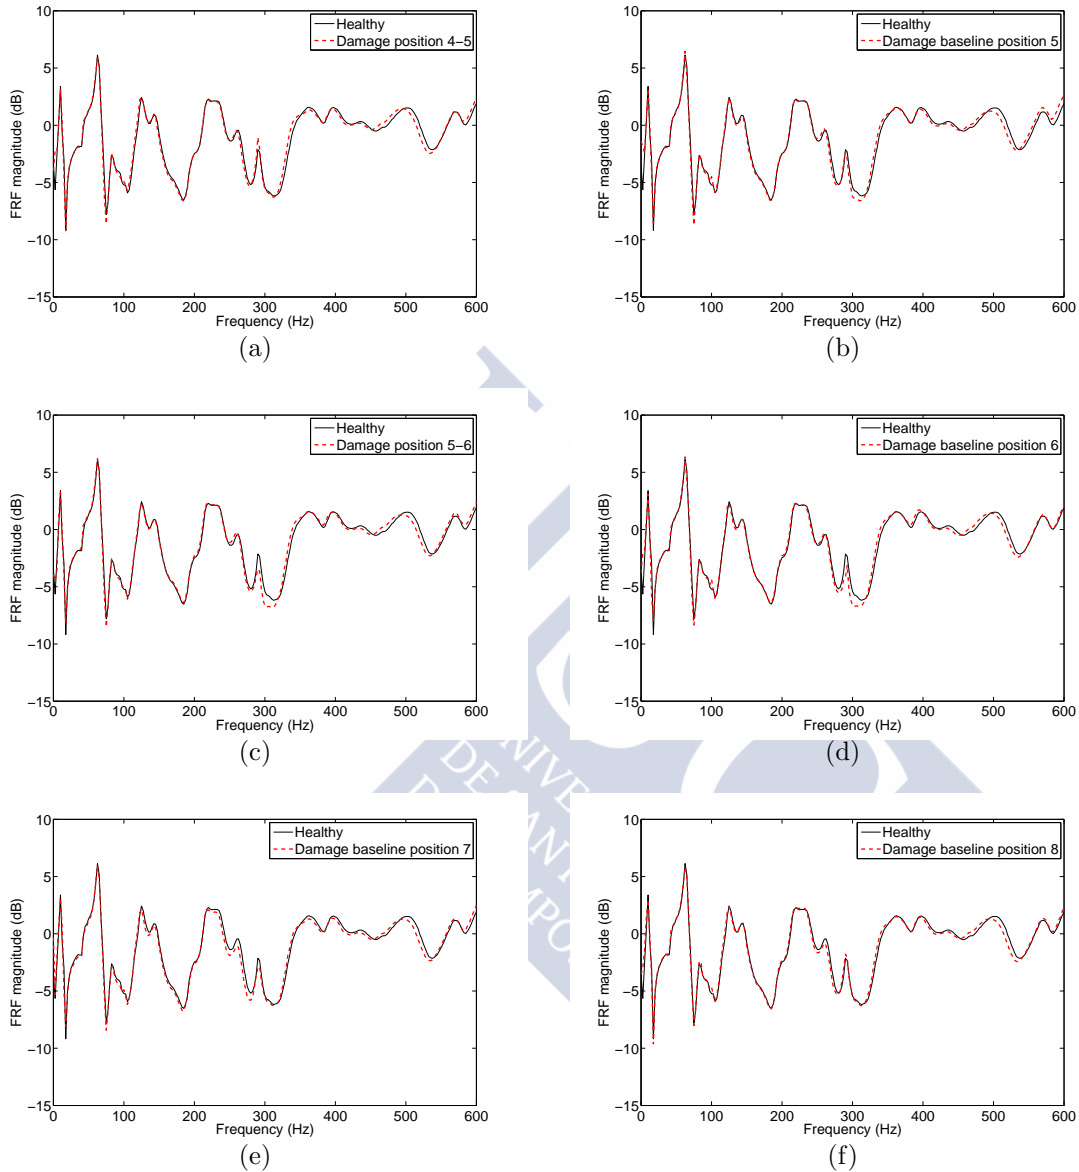 10
5
0
−5
−10
−15
0 100 200 300 400 500 600
FRF magnitude (dB)
Frequency (Hz)
Healthy
Damage position 4−5
(a)
10
5
0
−5
−10
−15
0 100 200 300 400 500 600
FRF magnitude (dB)
Frequency (Hz)
Healthy
Damage baseline position 5
(b)
10
5
0
−5
−10
−15
0 100 200 300 400 500 600
FRF magnitude (dB)
Frequency (Hz)
Healthy
Damage position 5−6
(c)
10
5
0
−5
−10
−15
0 100 200 300 400 500 600
FRF magnitude (dB)
Frequency (Hz)
Healthy
Damage baseline position 6
(d)
10
5
0
−5
−10
−15
0 100 200 300 400 500 600
FRF magnitude (dB)
Frequency (Hz)
Healthy
Damage baseline position 7
(e)
10
5
0
−5
−10
−15
0 100 200 300 400 500 600
FRF magnitude (dB)
Frequency (Hz)
Healthy
Damage baseline position 8
(f)
DE